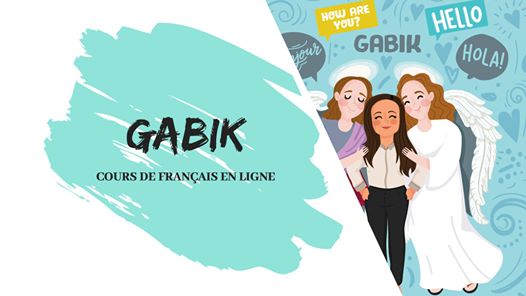 GABIK
COURS DE FRANÇAIS EN LIGNE
HOW ARE
YOU?
HELLO
GABIK
HOLA!